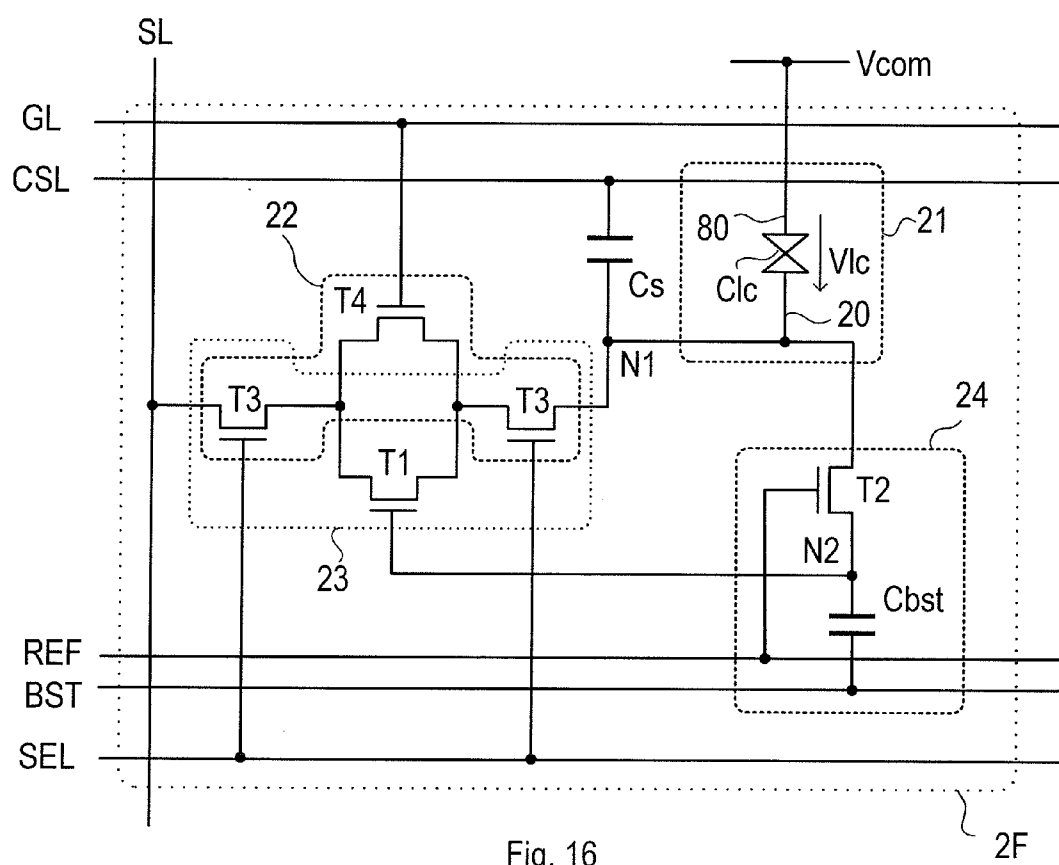 SL
Vcom
GL
CSL
22
80
21
Vlc
Clc
Cs
20
T4
N1
T3
T3
24
T1
T2
N2
23
Cbst
REF
BST
SEL
2F
Fig. 16